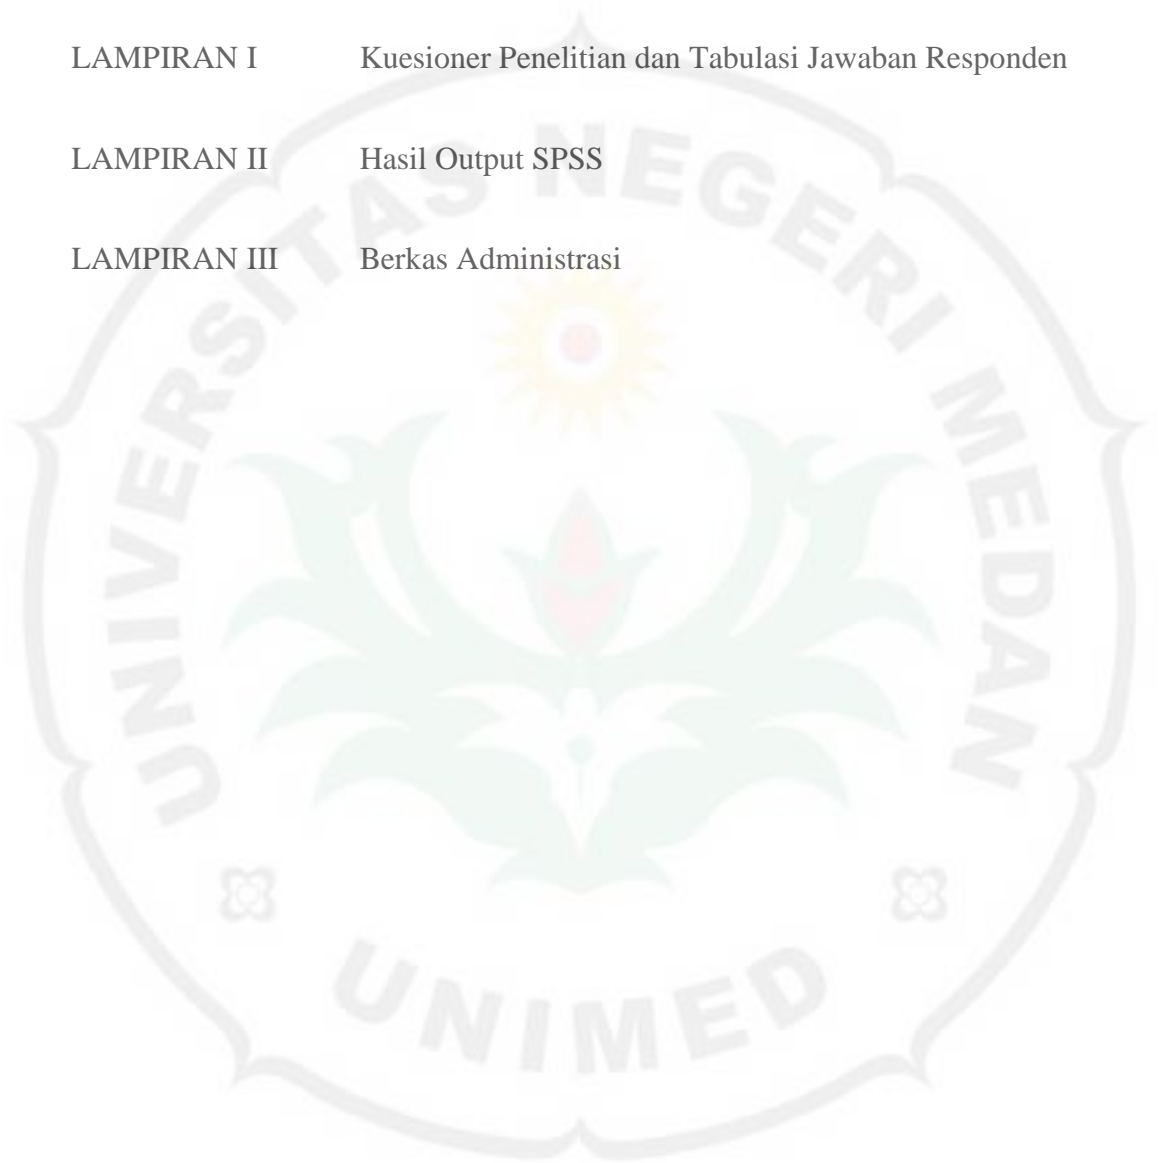 LAMPIRAN I Kuesioner Penelitian dan Tabulasi Jawaban Responden
LAMPIRAN II Hasil Output SPSS
LAMPIRAN III Berkas Administrasi
UNIVERSITAS NEGERI MEDAN
UNIMED